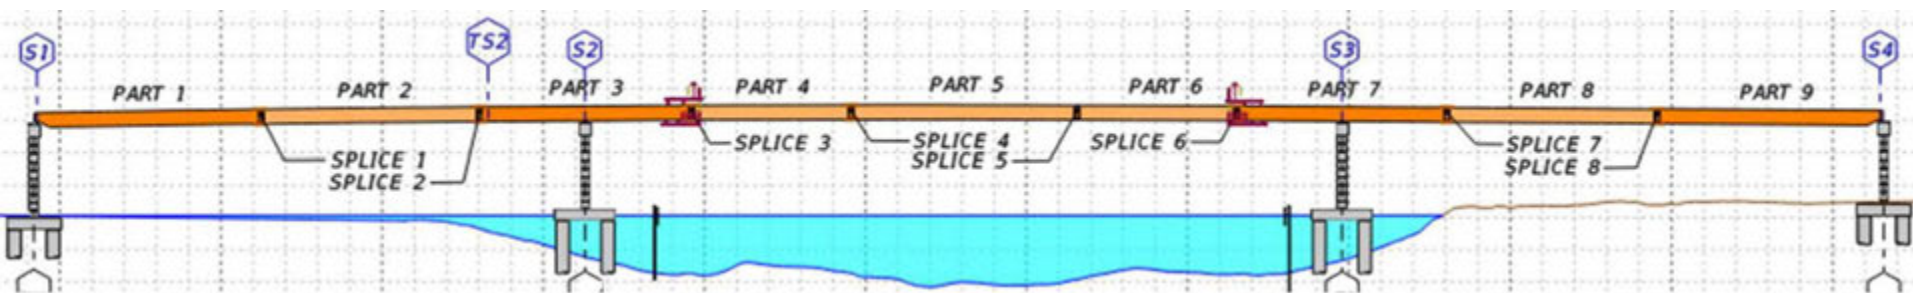 S1
TS2
S2
S3
S4
PART 1
PART 2
PART 3
PART 4
PART 5
PART 6
PART 7
PART 8
PART 9
SPLICE 1
SPLICE 2
SPLICE 3
SPLICE 4
SPLICE 5
SPLICE 6
SPLICE 7
SPLICE 8